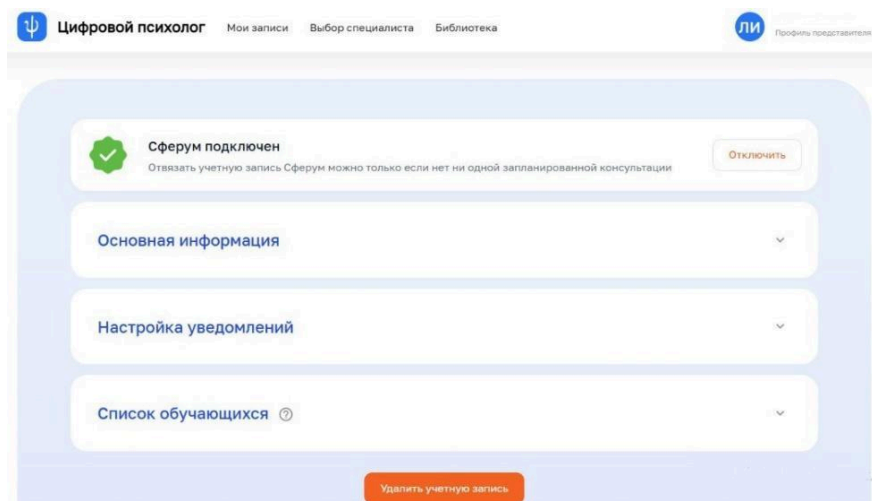 Цифровой психолог Мои записи Выбор специалиста Библиотека ЛИ
Профиль представителя
Сферум подключен
Отвязать учетную запись Сферум можно только если нет ни одной запланированной консультации
Отключить
Основная информация
Настройка уведомлений
Список обучающихся ?
Удалить учетную запись